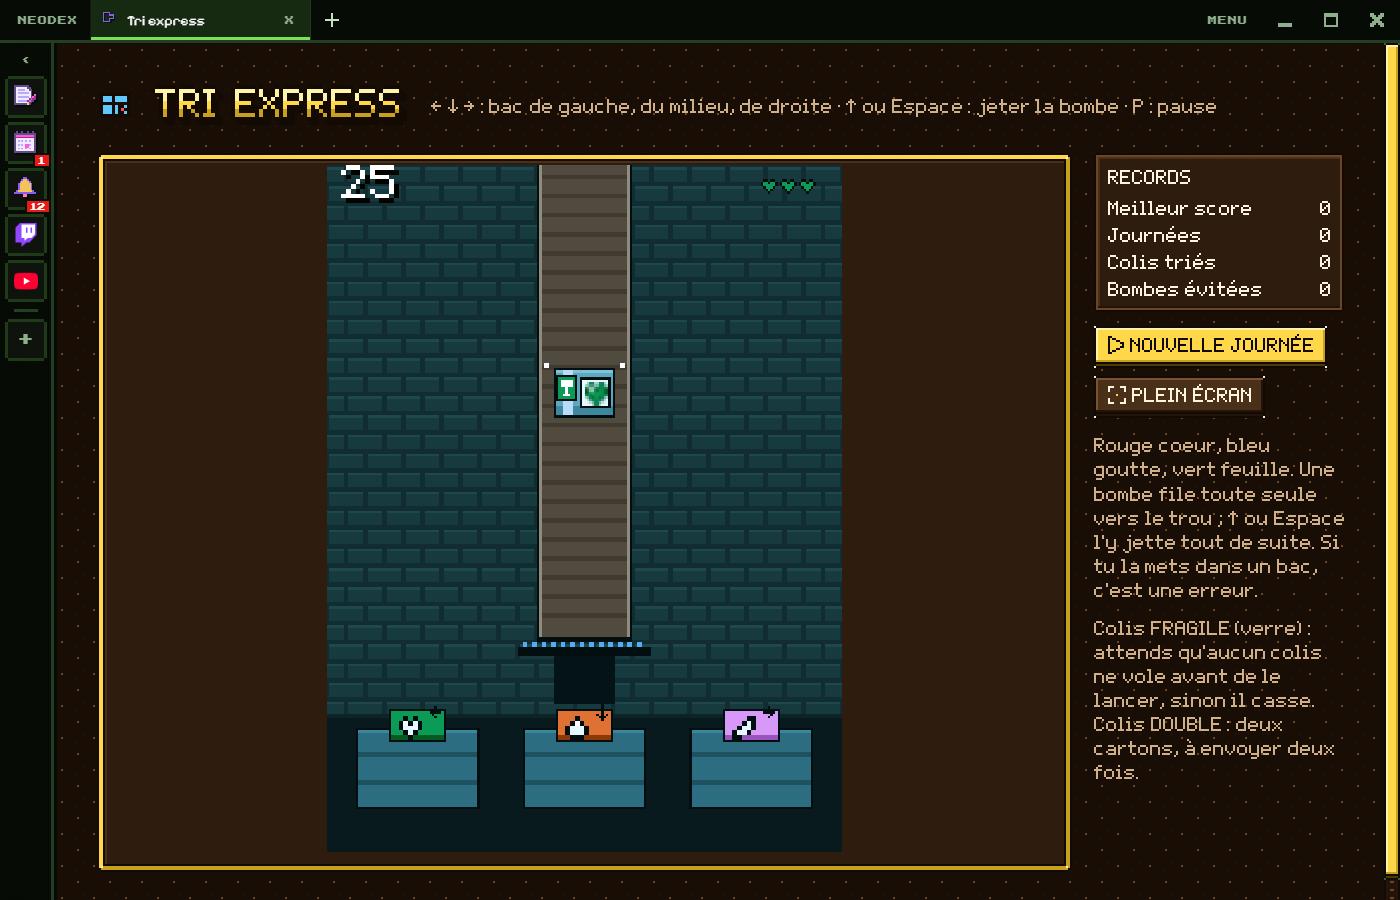 NEODEX
Tri express
MENU
1
12
TRI EXPRESS
←↓→ : bac de gauche, du milieu, de droite · ↑ ou Espace : jeter la bombe · P : pause
25
RECORDS
Meilleur score 0
Journées 0
Colis triés 0
Bombes évitées 0
NOUVELLE JOURNÉE
PLEIN ÉCRAN
Rouge coeur, bleu
goutte, vert feuille. Une
bombe file toute seule
vers le trou ; ↑ ou Espace
l'y jette tout de suite. Si
tu la mets dans un bac,
c'est une erreur.
Colis FRAGILE (verre) :
attends qu'aucun colis
ne vole avant de le
lancer, sinon il casse.
Colis DOUBLE : deux
cartons, à envoyer deux
fois.